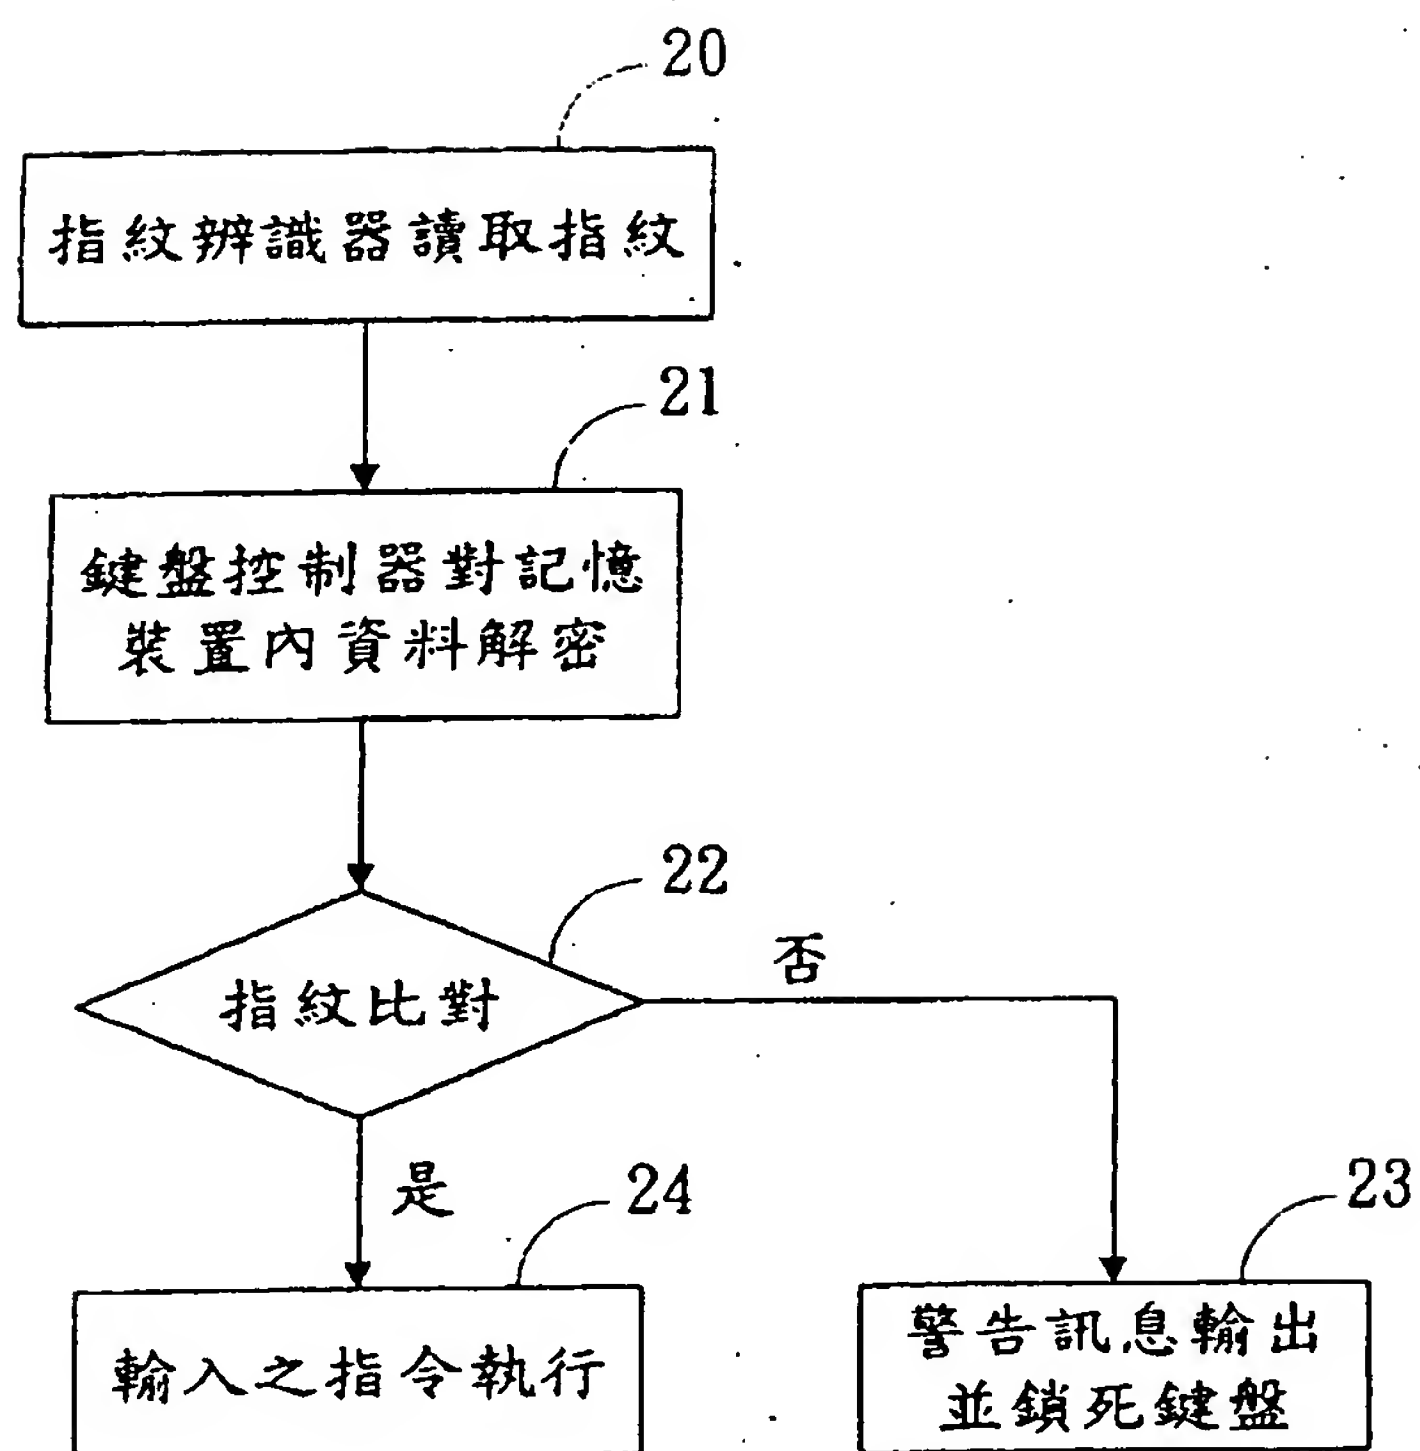 20
指紋辨識器讀取指紋
21
鍵盤控制器對記憶
裝置內資料解密
22
指紋比對
否
是
24
輸入之指令執行
23
警告訊息輸出
並鎖死鍵盤